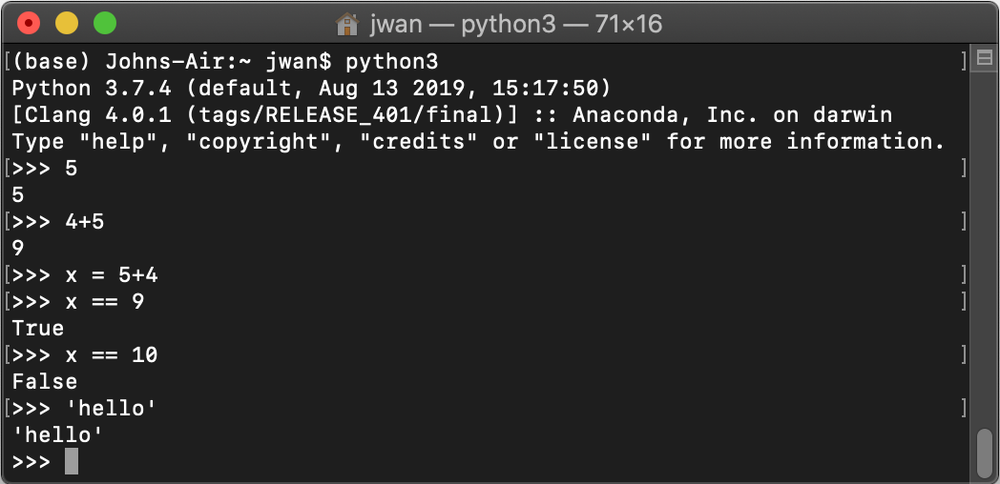 jwan — python3 — 71×16
[(base) Johns-Air:~ jwan$ python3 ]
Python 3.7.4 (default, Aug 13 2019, 15:17:50)
[Clang 4.0.1 (tags/RELEASE_401/final)] :: Anaconda, Inc. on darwin
Type "help", "copyright", "credits" or "license" for more information.
[>>> 5 ]
5
[>>> 4+5 ]
9
[>>> x = 5+4 ]
[>>> x == 9 ]
True
[>>> x == 10 ]
False
[>>> 'hello' ]
'hello'
>>>